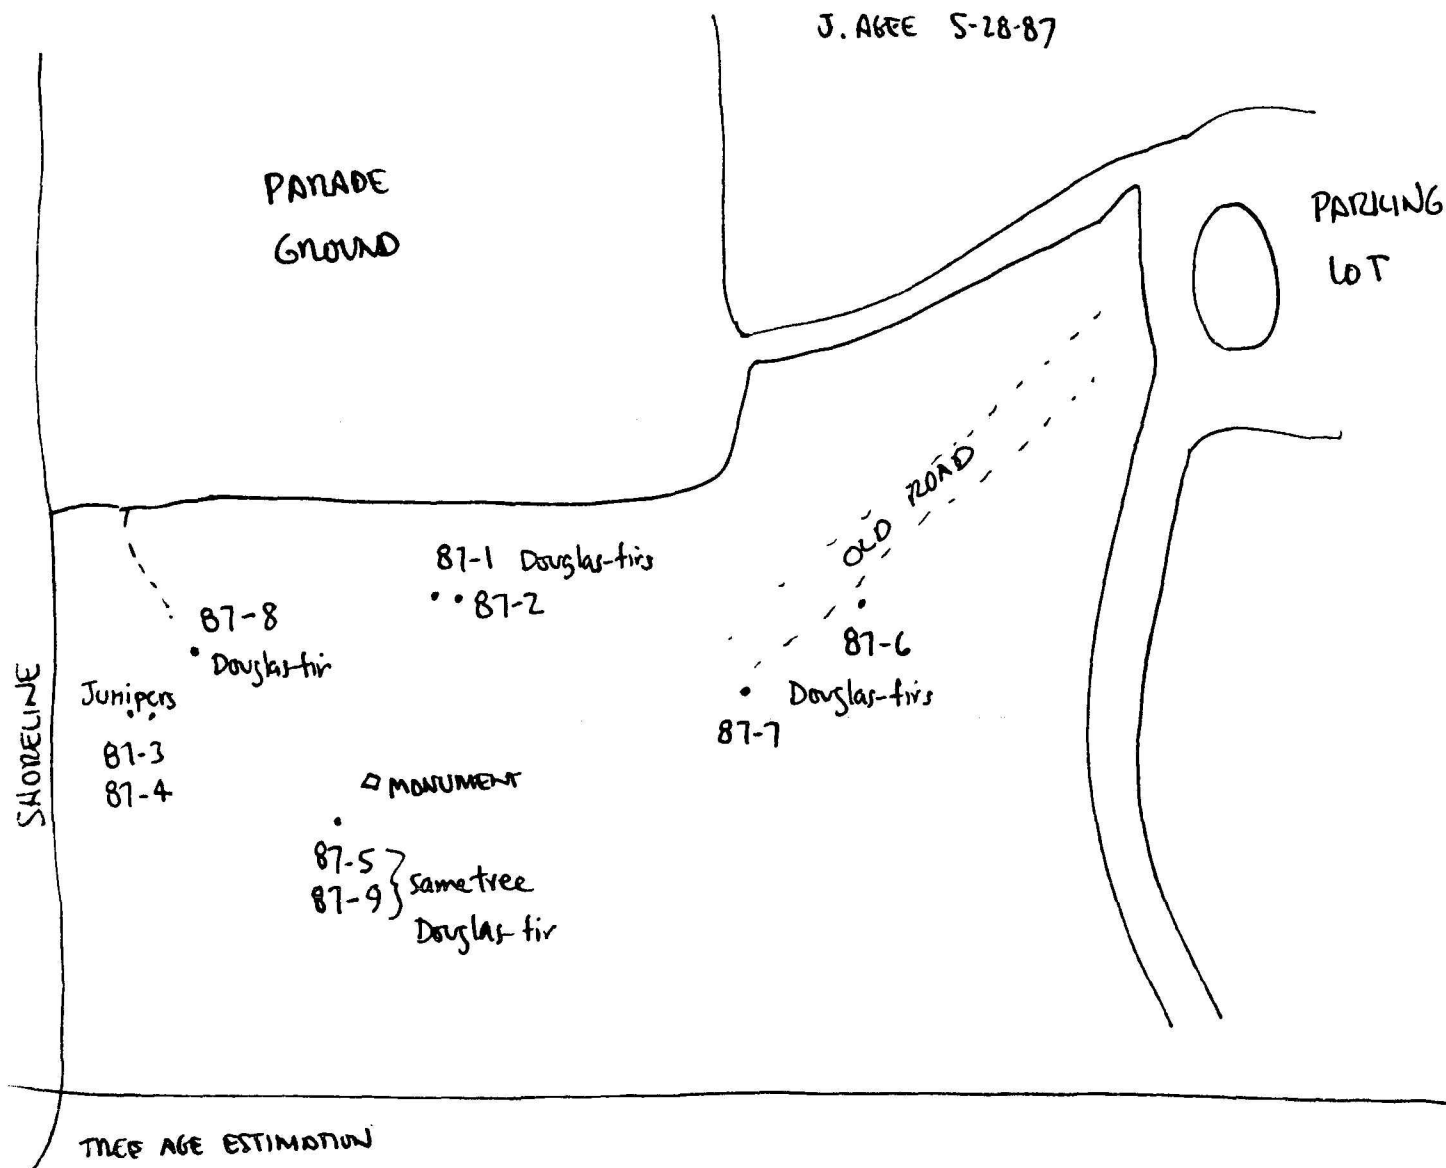 J. AGEE 5-28-87
PARADE
GROUND
PARKING
LOT
OLD ROAD
87-1 Douglas-firs
87-2
87-8
Douglas-fir
87-6
Junipers
Douglas-firs
87-7
87-3
87-4
SHORELINE
MONUMENT
87-5
87-9 } same tree
Douglas-fir
TREE AGE ESTIMATION